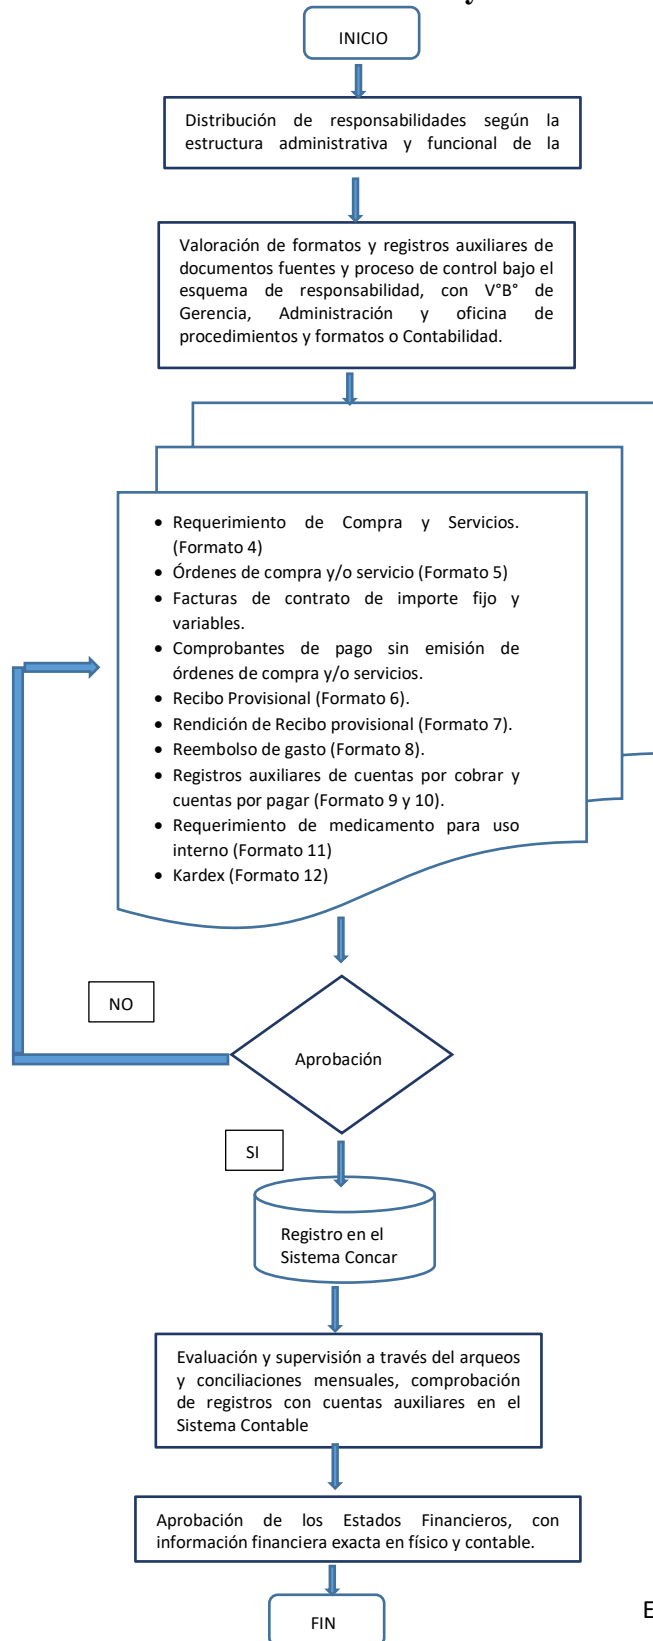 INICIO
Distribución de responsabilidades según la
estructura administrativa y funcional de la
Valoración de formatos y registros auxiliares de
documentos fuentes y proceso de control bajo el
esquema de responsabilidad, con V°B° de
Gerencia, Administración y oficina de
procedimientos y formatos o Contabilidad.
• Requerimiento de Compra y Servicios.
(Formato 4)
• Órdenes de compra y/o servicio (Formato 5)
• Facturas de contrato de importe fijo y
variables.
• Comprobantes de pago sin emisión de
órdenes de compra y/o servicios.
• Recibo Provisional (Formato 6).
• Rendición de Recibo provisional (Formato 7).
• Reembolso de gasto (Formato 8).
• Registros auxiliares de cuentas por cobrar y
cuentas por pagar (Formato 9 y 10).
• Requerimiento de medicamento para uso
interno (Formato 11)
• Kardex (Formato 12)
NO
Aprobación
SI
Registro en el
Sistema Concar
Evaluación y supervisión a través del arqueos
y conciliaciones mensuales, comprobación
de registros con cuentas auxiliares en el
Sistema Contable
Aprobación de los Estados Financieros, con
información financiera exacta en físico y contable.
E
FIN